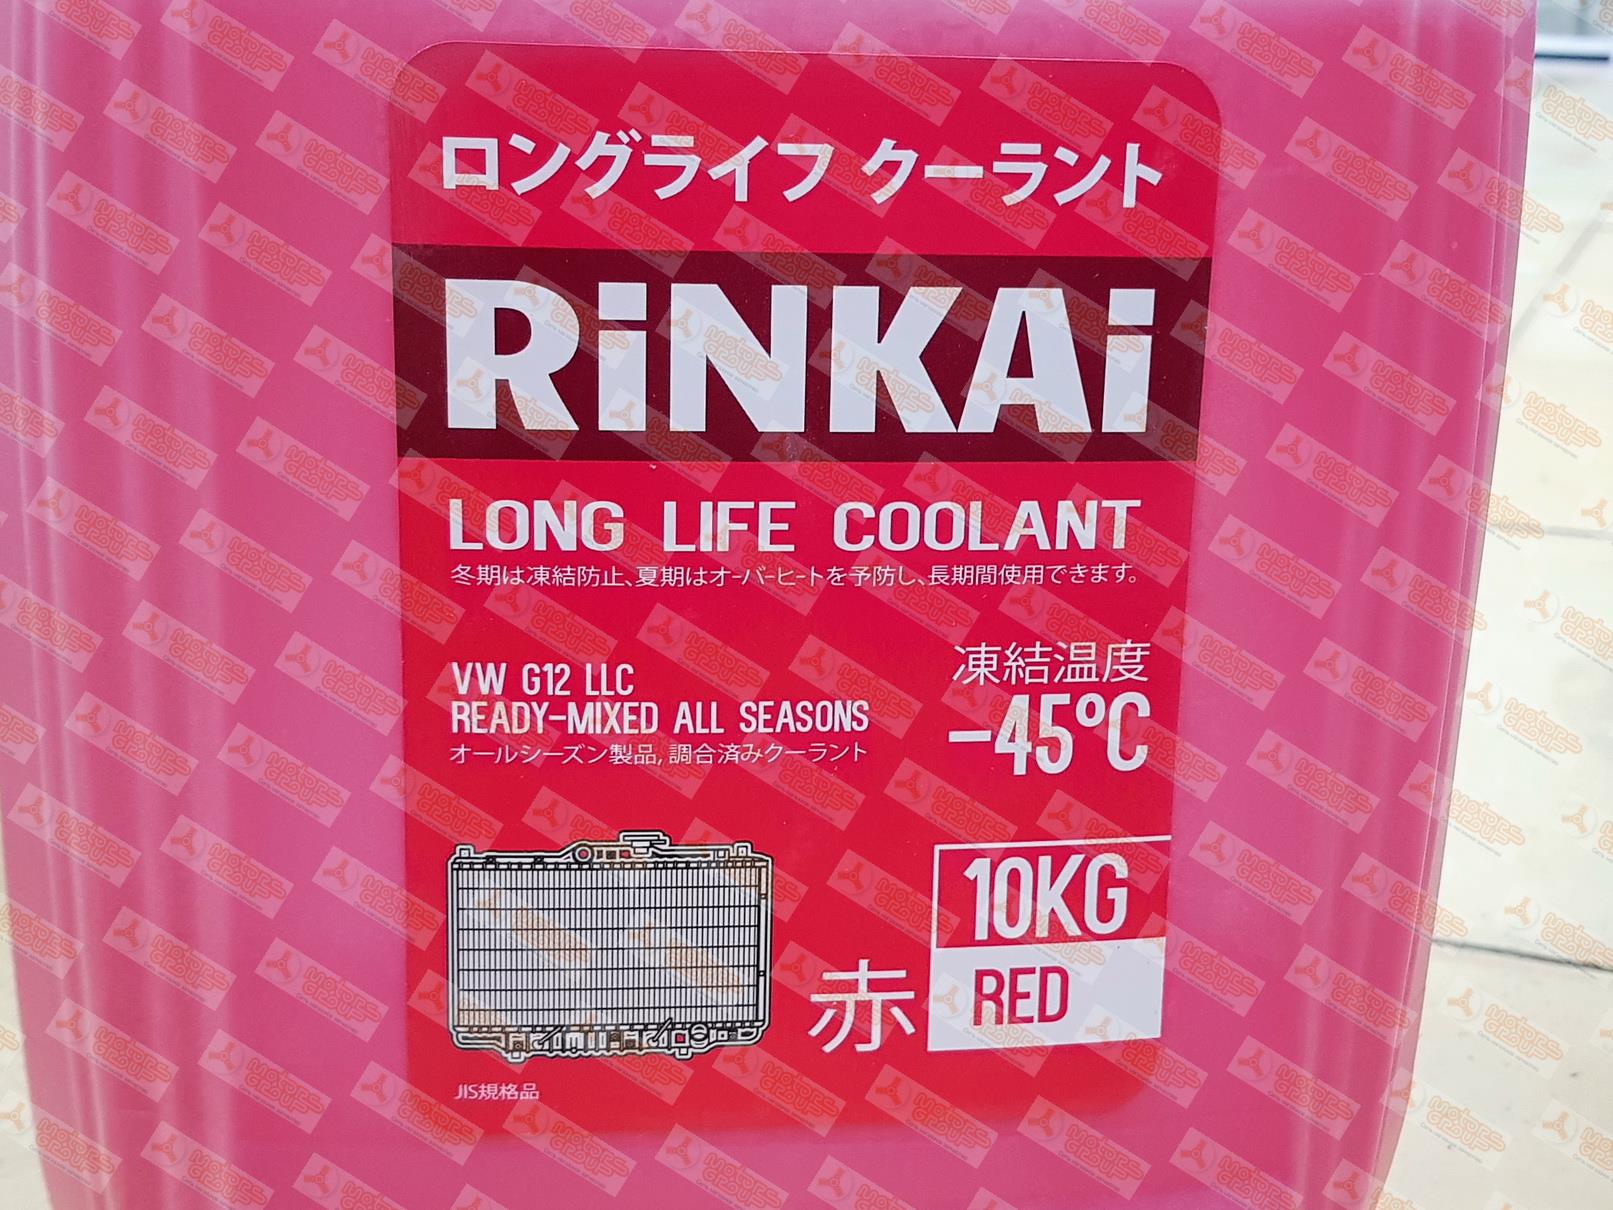 ロングライフ クーラント
RiNKAi
LONG LIFE COOLANT
冬期は凍結防止、夏期はオーバーヒートを予防し、長期間使用できます。
VW G12 LLC
READY-MIXED ALL SEASONS
オールシーズン製品, 調合済みクーラント
凍結温度
-45ºC
10KG
赤 RED
JIS規格品